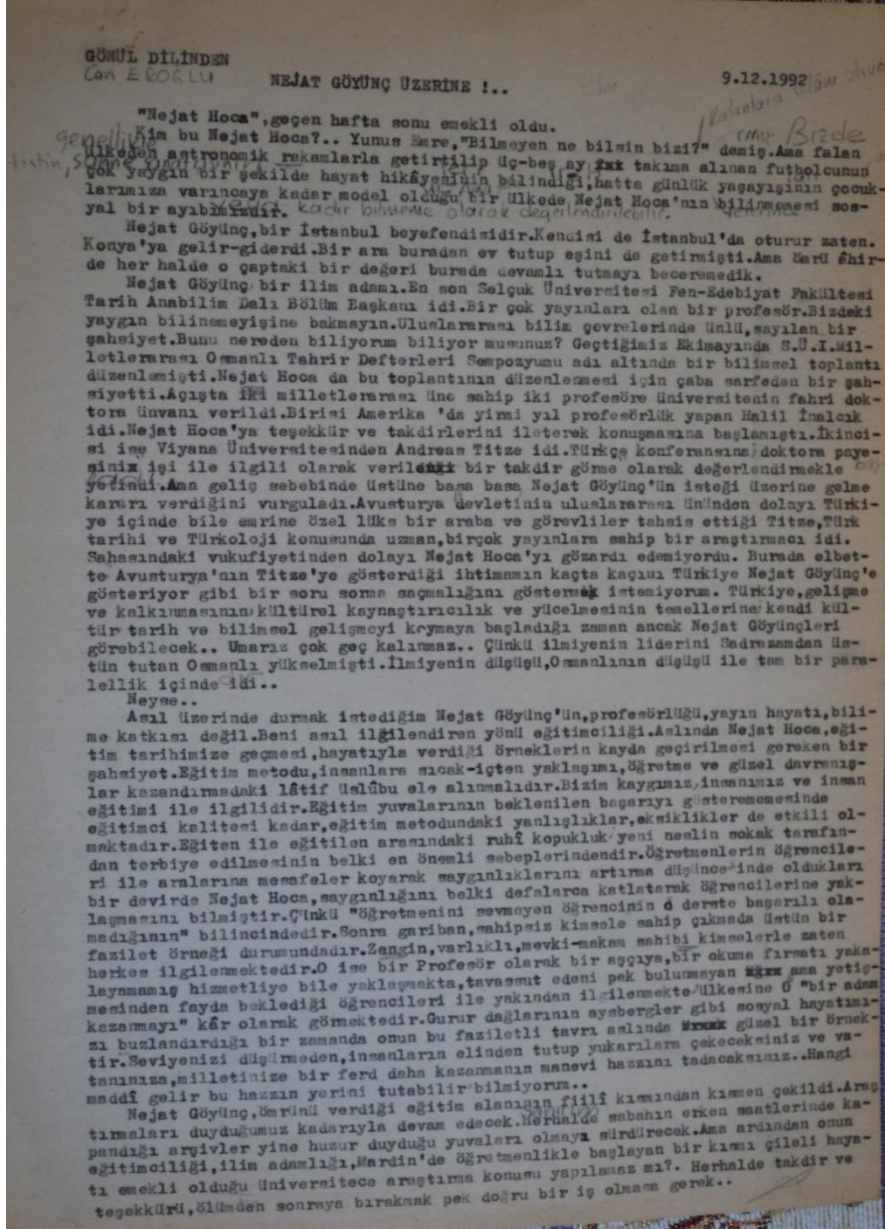 GÖNÜL DİLİNDEN
Can EROĞLU
NEJAT GÖYÜNÇ ÜZERİNE !.. 9.12.1992
"Nejat Hoca",geçen hafta sonu emekli oldu.
Kim bu Nejat Hoca?.. Yunus Emre,"Bilmeyen ne bilsin bizi?" demiş.Ama falan
Bizde
ülkeden astronomik rakamlarla getirtilip üç-beş ay takıma alınan futbolcunun
çok yaygın bir şekilde hayat hikâyesinin bilindiği,hatta günlük yaşayışının çocuk-
larımıza varıncaya kadar model olduğu bir ülkede Nejat Hoca'nın bilinmemesi sos-
yal bir ayıbımızdır. kadir bilmeme olarak değerlendirilebilir.
Nejat Göyünç,bir İstanbul beyefendisidir.Kendisi de İstanbul'da oturur zaten.
Konya'ya gelir-giderdi.Bir ara buradan ev tutup eşini de getirmişti.Ama ömrü âhir-
de her halde o çaptaki bir değeri burada devamlı tutmayı beceremedik.
Nejat Göyünç bir ilim adamı.En son Selçuk Üniversitesi Fen-Edebiyat Fakültesi
Tarih Anabilim Dalı Bölüm Başkanı idi.Bir çok yayınları olan bir profesör.Bizdeki
yaygın bilinmeyişine bakmayın.Uluslararası bilim çevrelerinde ünlü,sayılan bir
şahsiyet.Bunu nereden biliyorum biliyor musunuz? Geçtiğimiz Ekimayında S.Ü.I.Mil-
letlerarası Osmanlı Tahrir Defterleri Sempozyumu adı altında bir bilimsel toplantı
düzenlemişti.Nejat Hoca da bu toplantının düzenlenmesi için çaba sarfeden bir şah-
siyetti.Açışta iki milletlerarası üne sahip iki profesöre üniversitenin fahri dok-
tora ünvanı verildi.Birisi Amerika 'da yirmi yıl profesörlük yapan Halil İnalcık
idi.Nejat Hoca'ya teşekkür ve takdirlerini ileterek konuşmasına başlamıştı.İkinci-
si ise Viyana Üniversitesinden Andreas Titze idi.Türkçe konferansına doktora paye-
sinin işi ile ilgili olarak verilen bir takdir görme olarak değerlendirmekle
yetindi.Ama geliş sebebinde üstüne basa basa Nejat Göyünç'ün isteği üzerine gelme
kararı verdiğini vurguladı.Avusturya devletinin uluslararası ününden dolayı Türki-
ye içinde bile emrine özel lüks bir araba ve görevliler tahsis ettiği Titze,Türk
tarihi ve Türkoloji konusunda uzman,birçok yayınlara sahip bir araştırmacı idi.
Sahasındaki vukufiyetinden dolayı Nejat Hoca'yı gözardı edemiyordu. Burada elbet-
te Avusturya'nın Titze'ye gösterdiği ihtimamın kaçta kaçını Türkiye Nejat Göyünç'e
gösteriyor gibi bir soru sorma saçmalığını göstermek istemiyorum. Türkiye,gelişme
ve kalkınmasının kültürel kaynaştırıcılık ve yücelmesinin temellerine kendi kül-
tür tarih ve bilimsel gelişmeyi koymaya başladığı zaman ancak Nejat Göyünçleri
görebilecek.. Umarız çok geç kalınmaz.. Çünkü ilmiyenin liderini Sadrazamdan üs-
tün tutan Osmanlı yükselmişti.İlmiyenin düşüşü,Osmanlının düşüşü ile tam bir para-
lellik içinde idi..
Neyse..
Asıl üzerinde durmak istediğim Nejat Göyünç'ün,profesörlüğü,yayın hayatı,bili-
me katkısı değil.Beni asıl ilgilendiren yönü eğitimciliği.Aslında Nejat Hoca,eği-
tim tarihimize geçmesi,hayatıyla verdiği örneklerin kayda geçirilmesi gereken bir
şahsiyet.Eğitim metodu,insanlara sıcak-içten yaklaşımı,öğretme ve güzel davranış-
lar kazandırmadaki lâtif üslûbu ele alınmalıdır.Bizim kaygımız,insanımız ve insan
eğitimi ile ilgilidir.Eğitim yuvalarının beklenilen başarıyı gösterememesinde
eğitimci kalitesi kadar,eğitim metodundaki yanlışlıklar,eksiklikler de etkili ol-
maktadır.Eğiten ile eğitilen arasındaki ruhî kopukluk yeni neslin sokak tarafın-
dan terbiye edilmesinin belki en önemli sebeplerindendir.Öğretmenlerin öğrencile-
ri ile aralarına mesafeler koyarak saygınlıklarını artırma düşüncesinde oldukları
bir devirde Nejat Hoca,saygınlığını belki defalarca katlatarak öğrencilerine yak-
laşmasını bilmiştir.Çünkü "öğretmenini sevmeyen öğrencinin o derste başarılı ola-
madığının" bilincindedir.Sonra gariban,sahipsiz kimsele sahip çıkmada üstün bir
fazilet örneği durumundadır.Zengin,varlıklı,mevki-makam sahibi kimselerle zaten
herkes ilgilenmektedir.O ise bir Profesör olarak bir aşçıya,bir okuma fırsatı yaka-
layamamış hizmetliye bile yaklaşmakta,tavassut edeni pek bulunmayan ama yetiş-
mesinden fayda beklediği öğrencileri ile yakından ilgilenmekte ülkesine O "bir adam
kazanmayı" kâr olarak görmektedir.Gurur dağlarının aysbergler gibi sosyal hayatımı-
zı buzlandırdığı bir zamanda onun bu faziletli tavrı aslında güzel bir örnek-
tir.Seviyenizi düşürmeden,insanların elinden tutup yukarılara çekeceksiniz ve va-
tanınıza,milletinize bir ferd daha kazanmanın manevi hazzını tadacaksınız..Hangi
maddî gelir bu hazzın yerini tutabilir bilmiyorum..
Nejat Göyünç,ömrünü verdiği eğitim alanının fiilî kısmından kısmen çekildi.Araş
tırmaları duyduğumuz kadarıyla devam edecek.Herhalde sabahın erken saatlerinde ka-
pandığı arşivler yine huzur duyduğu yuvaları olmayı sürdürecek.Ama ardından onun
eğitimciliği,ilim adamlığı,Mardin'de öğretmenlikle başlayan bir kısmı çileli haya-
tı emekli olduğu üniversitece araştırma konusu yapılamaz mı?. Herhalde takdir ve
teşekkürü,ölümden sonraya bırakmak pek doğru bir iş olmasa gerek..